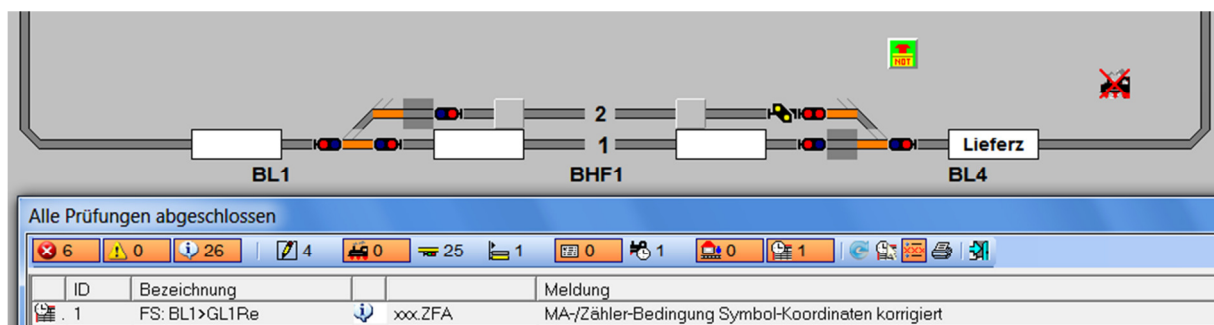 NOT
2
Lieferz
1
BL1
BHF1
BL4
Alle Prüfungen abgeschlossen
6 0 26 4 0 25 1 0 1 0 1
ID Bezeichnung Meldung
. 1 FS: BL1>GL1Re xxx.ZFA MA-/Zähler-Bedingung Symbol-Koordinaten korrigiert